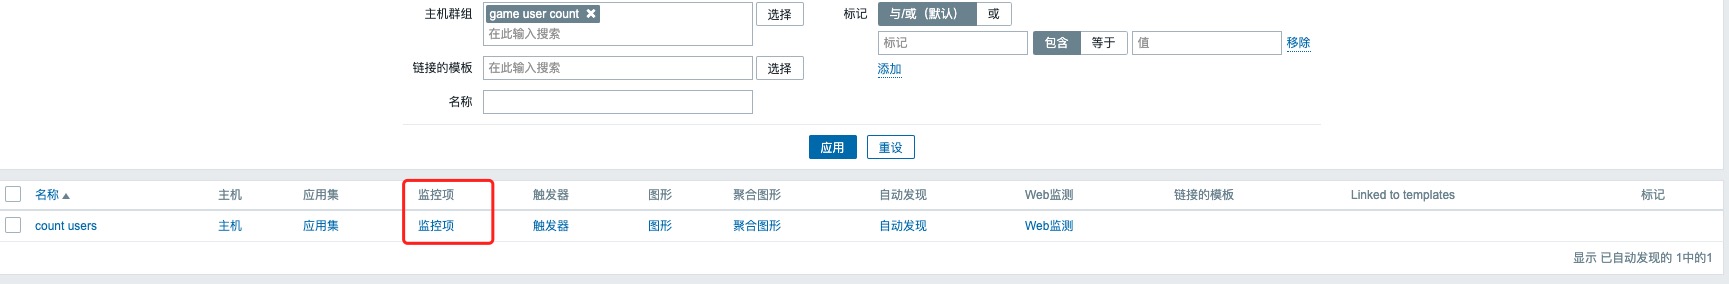 主机群组 game user count ✖ 选择 标记 与/或（默认） 或
在此输入搜索
标记 包含 等于 值 移除
链接的模板 在此输入搜索 选择 添加
名称
应用 重设
名称 主机 应用集 监控项 触发器 图形 聚合图形 自动发现 Web监测 链接的模板 Linked to templates 标记
count users 主机 应用集 监控项 触发器 图形 聚合图形 自动发现 Web监测
显示 已自动发现的 1中的1